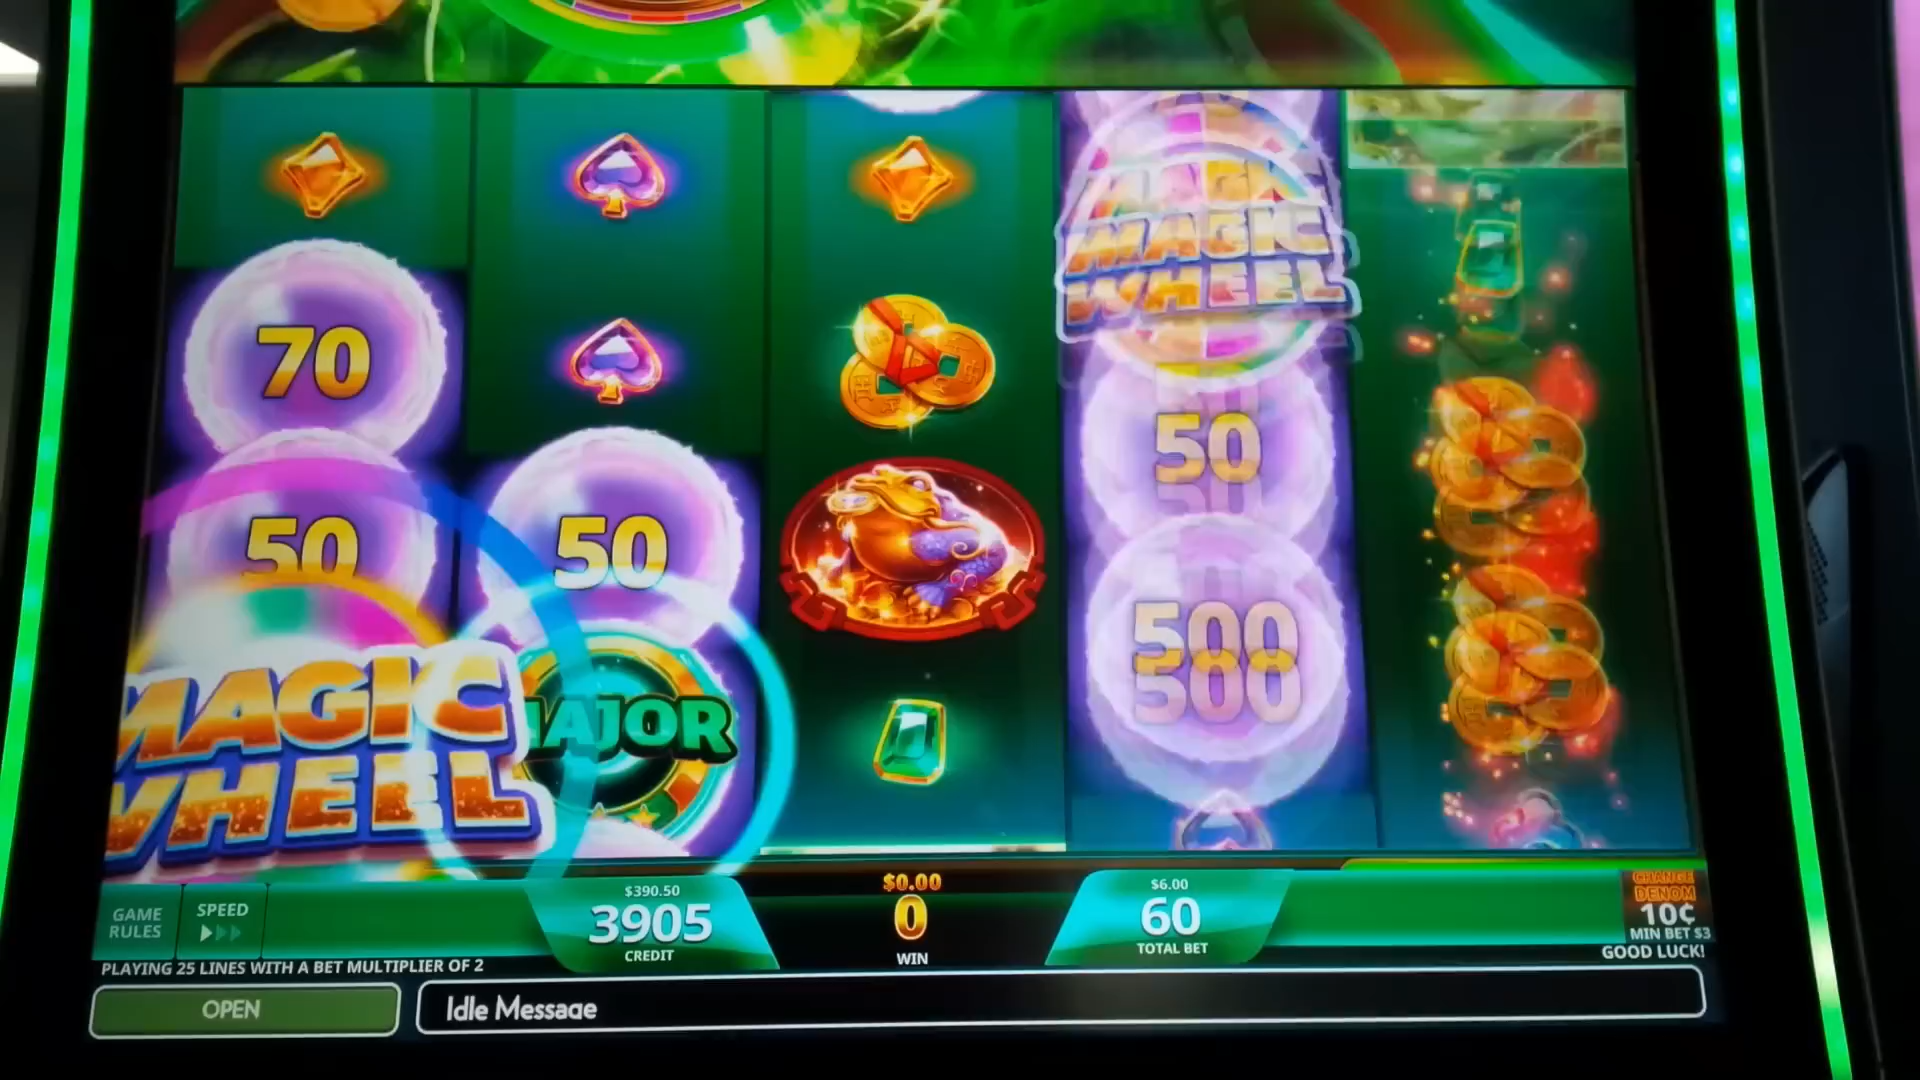 MAGIC
WHEEL
70
50
50
50
500
MAJOR
MAGIC
WHEEL
GAME
RULES
SPEED
$390.50
3905
CREDIT
$0.00
0
WIN
$6.00
60
TOTAL BET
CHANGE
DENOM
10¢
MIN BET $3
GOOD LUCK!
PLAYING 25 LINES WITH A BET MULTIPLIER OF 2
OPEN
Idle Message